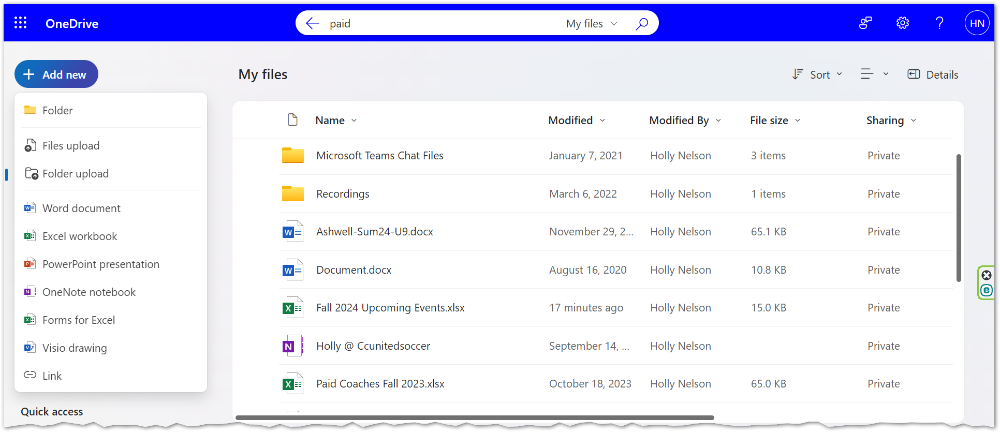 OneDrive
paid
My files
HN
Add new
Folder
Files upload
Folder upload
Word document
Excel workbook
PowerPoint presentation
OneNote notebook
Forms for Excel
Visio drawing
Link
Quick access
My files
Sort
Details
Name Modified Modified By File size Sharing
Microsoft Teams Chat Files January 7, 2021 Holly Nelson 3 items Private
Recordings March 6, 2022 Holly Nelson 1 items Private
Ashwell-Sum24-U9.docx November 29, 2... Holly Nelson 65.1 KB Private
Document.docx August 16, 2020 Holly Nelson 10.8 KB Private
Fall 2024 Upcoming Events.xlsx 17 minutes ago Holly Nelson 15.0 KB Private
Holly @ Ccunitedsoccer September 14, ... Holly Nelson Private
Paid Coaches Fall 2023.xlsx October 18, 2023 Holly Nelson 65.0 KB Private